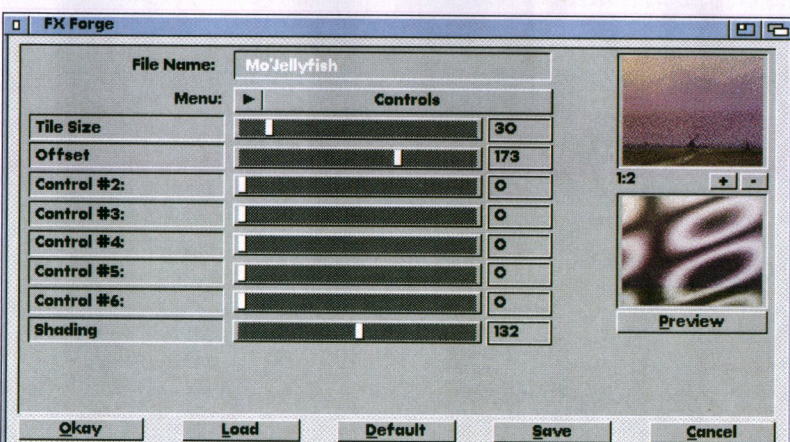 FX Forge
File Name: Mo'Jellyfish
Menu: Controls
Tile Size 30
Offset 173
Control #2: 0
Control #3: 0
Control #4: 0
Control #5: 0
Control #6: 0
Shading 132
1:2 + -
Preview
Okay Load Default Save Cancel